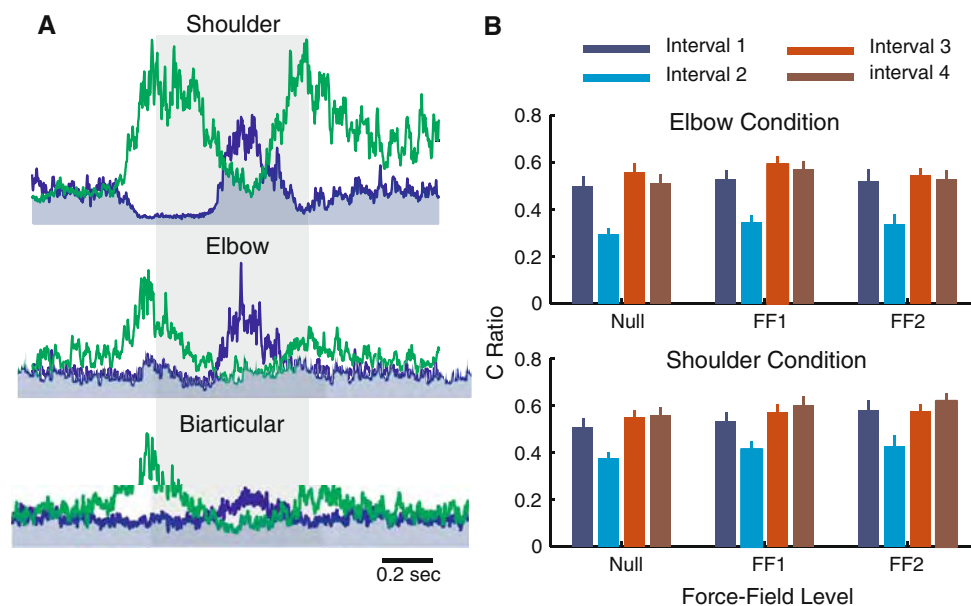 A
Shoulder
Elbow
Biarticular
0.2 sec
B
Interval 1
Interval 3
Interval 2
interval 4
Elbow Condition
0.8
0.6
0.4
0.2
0
Null
FF1
FF2
C Ratio
Shoulder Condition
0.8
0.6
0.4
0.2
0
Null
FF1
FF2
Force-Field Level